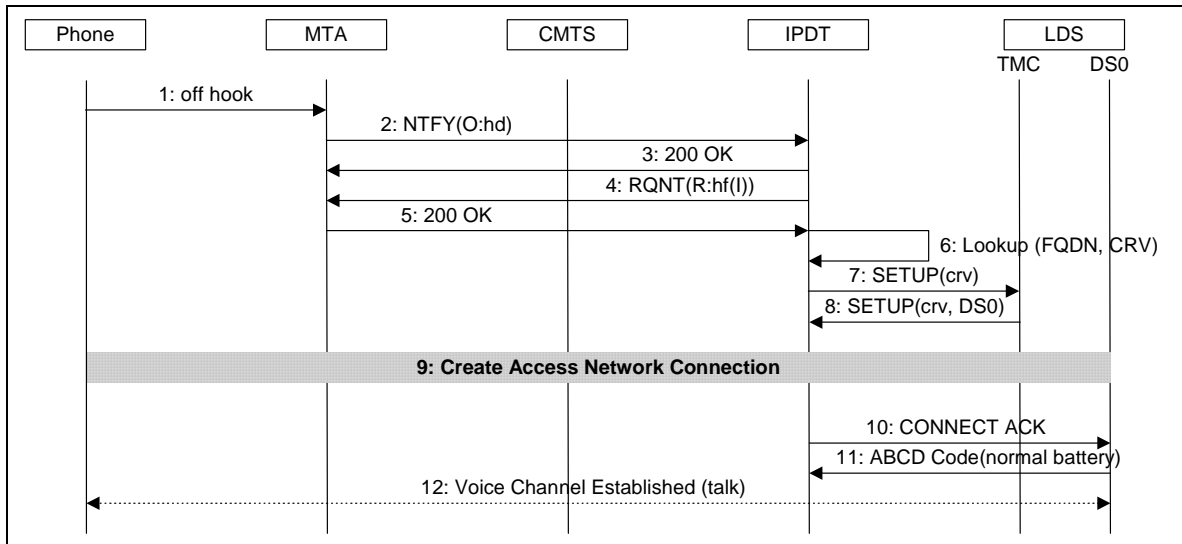 Phone MTA CMTS IPDT LDS
TMC DS0
1: off hook
2: NTFY(O:hd)
3: 200 OK
4: RQNT(R:hf(I))
5: 200 OK
6: Lookup (FQDN, CRV)
7: SETUP(crv)
8: SETUP(crv, DS0)
9: Create Access Network Connection
10: CONNECT ACK
11: ABCD Code(normal battery)
12: Voice Channel Established (talk)